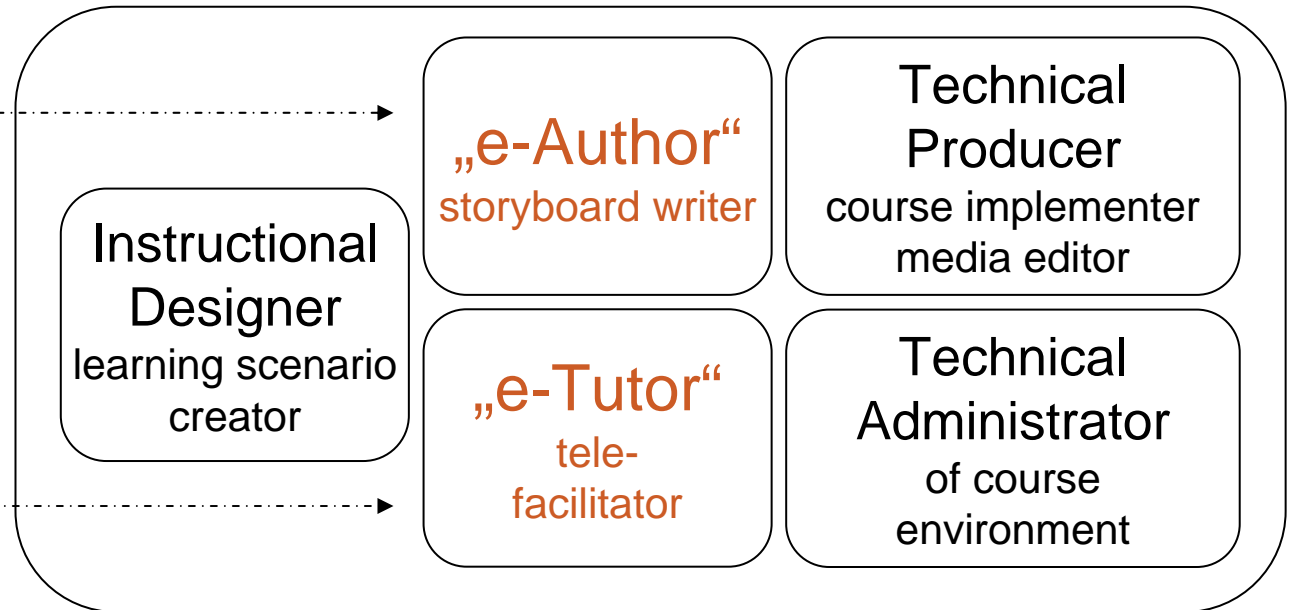 Instructional
Designer
learning scenario
creator
„e-Author“
storyboard writer
Technical
Producer
course implementer
media editor
„e-Tutor“
tele-
facilitator
Technical
Administrator
of course
environment